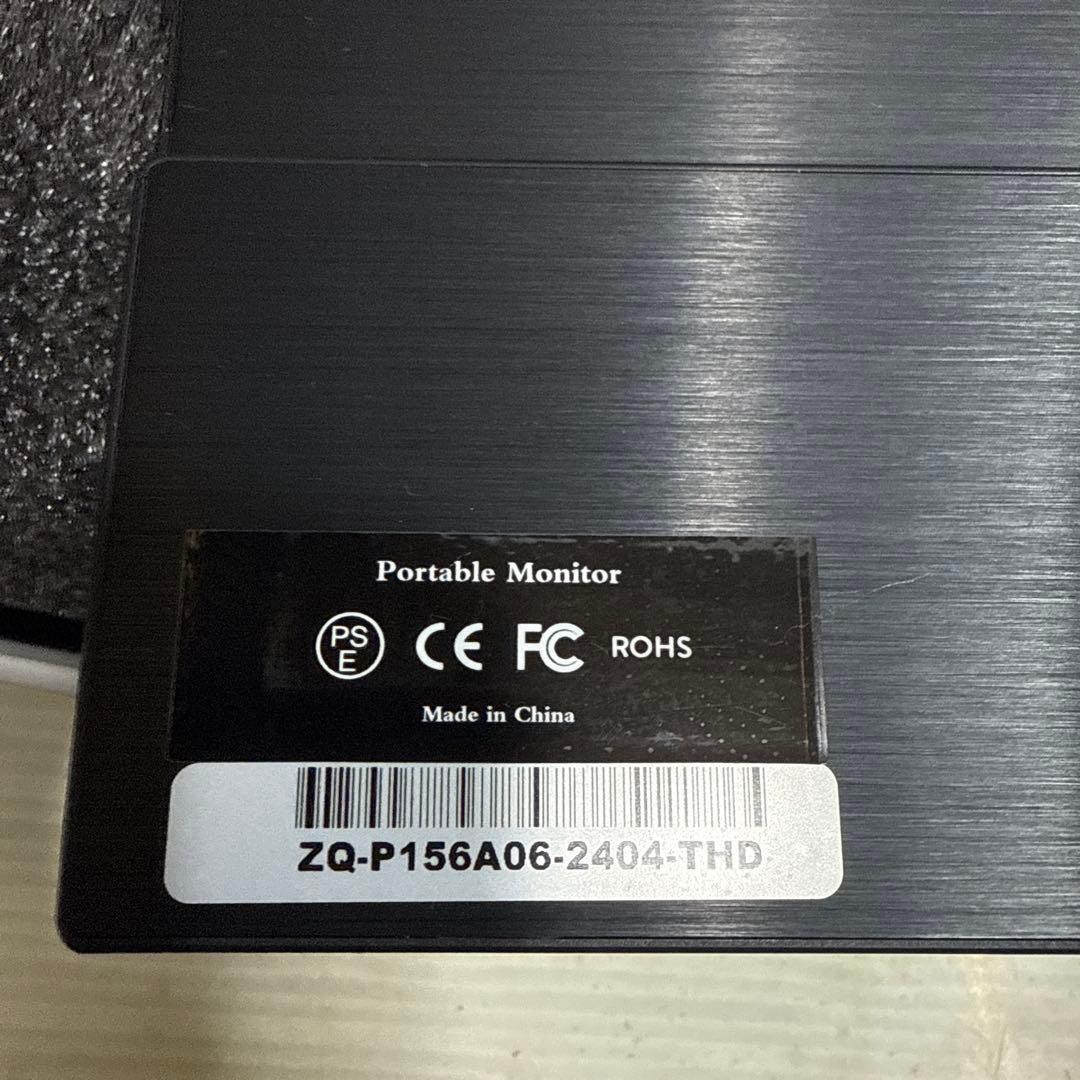 Portable Monitor
PS
E
CE FC ROHS
Made in China
ZQ-P156A06-2404-THD